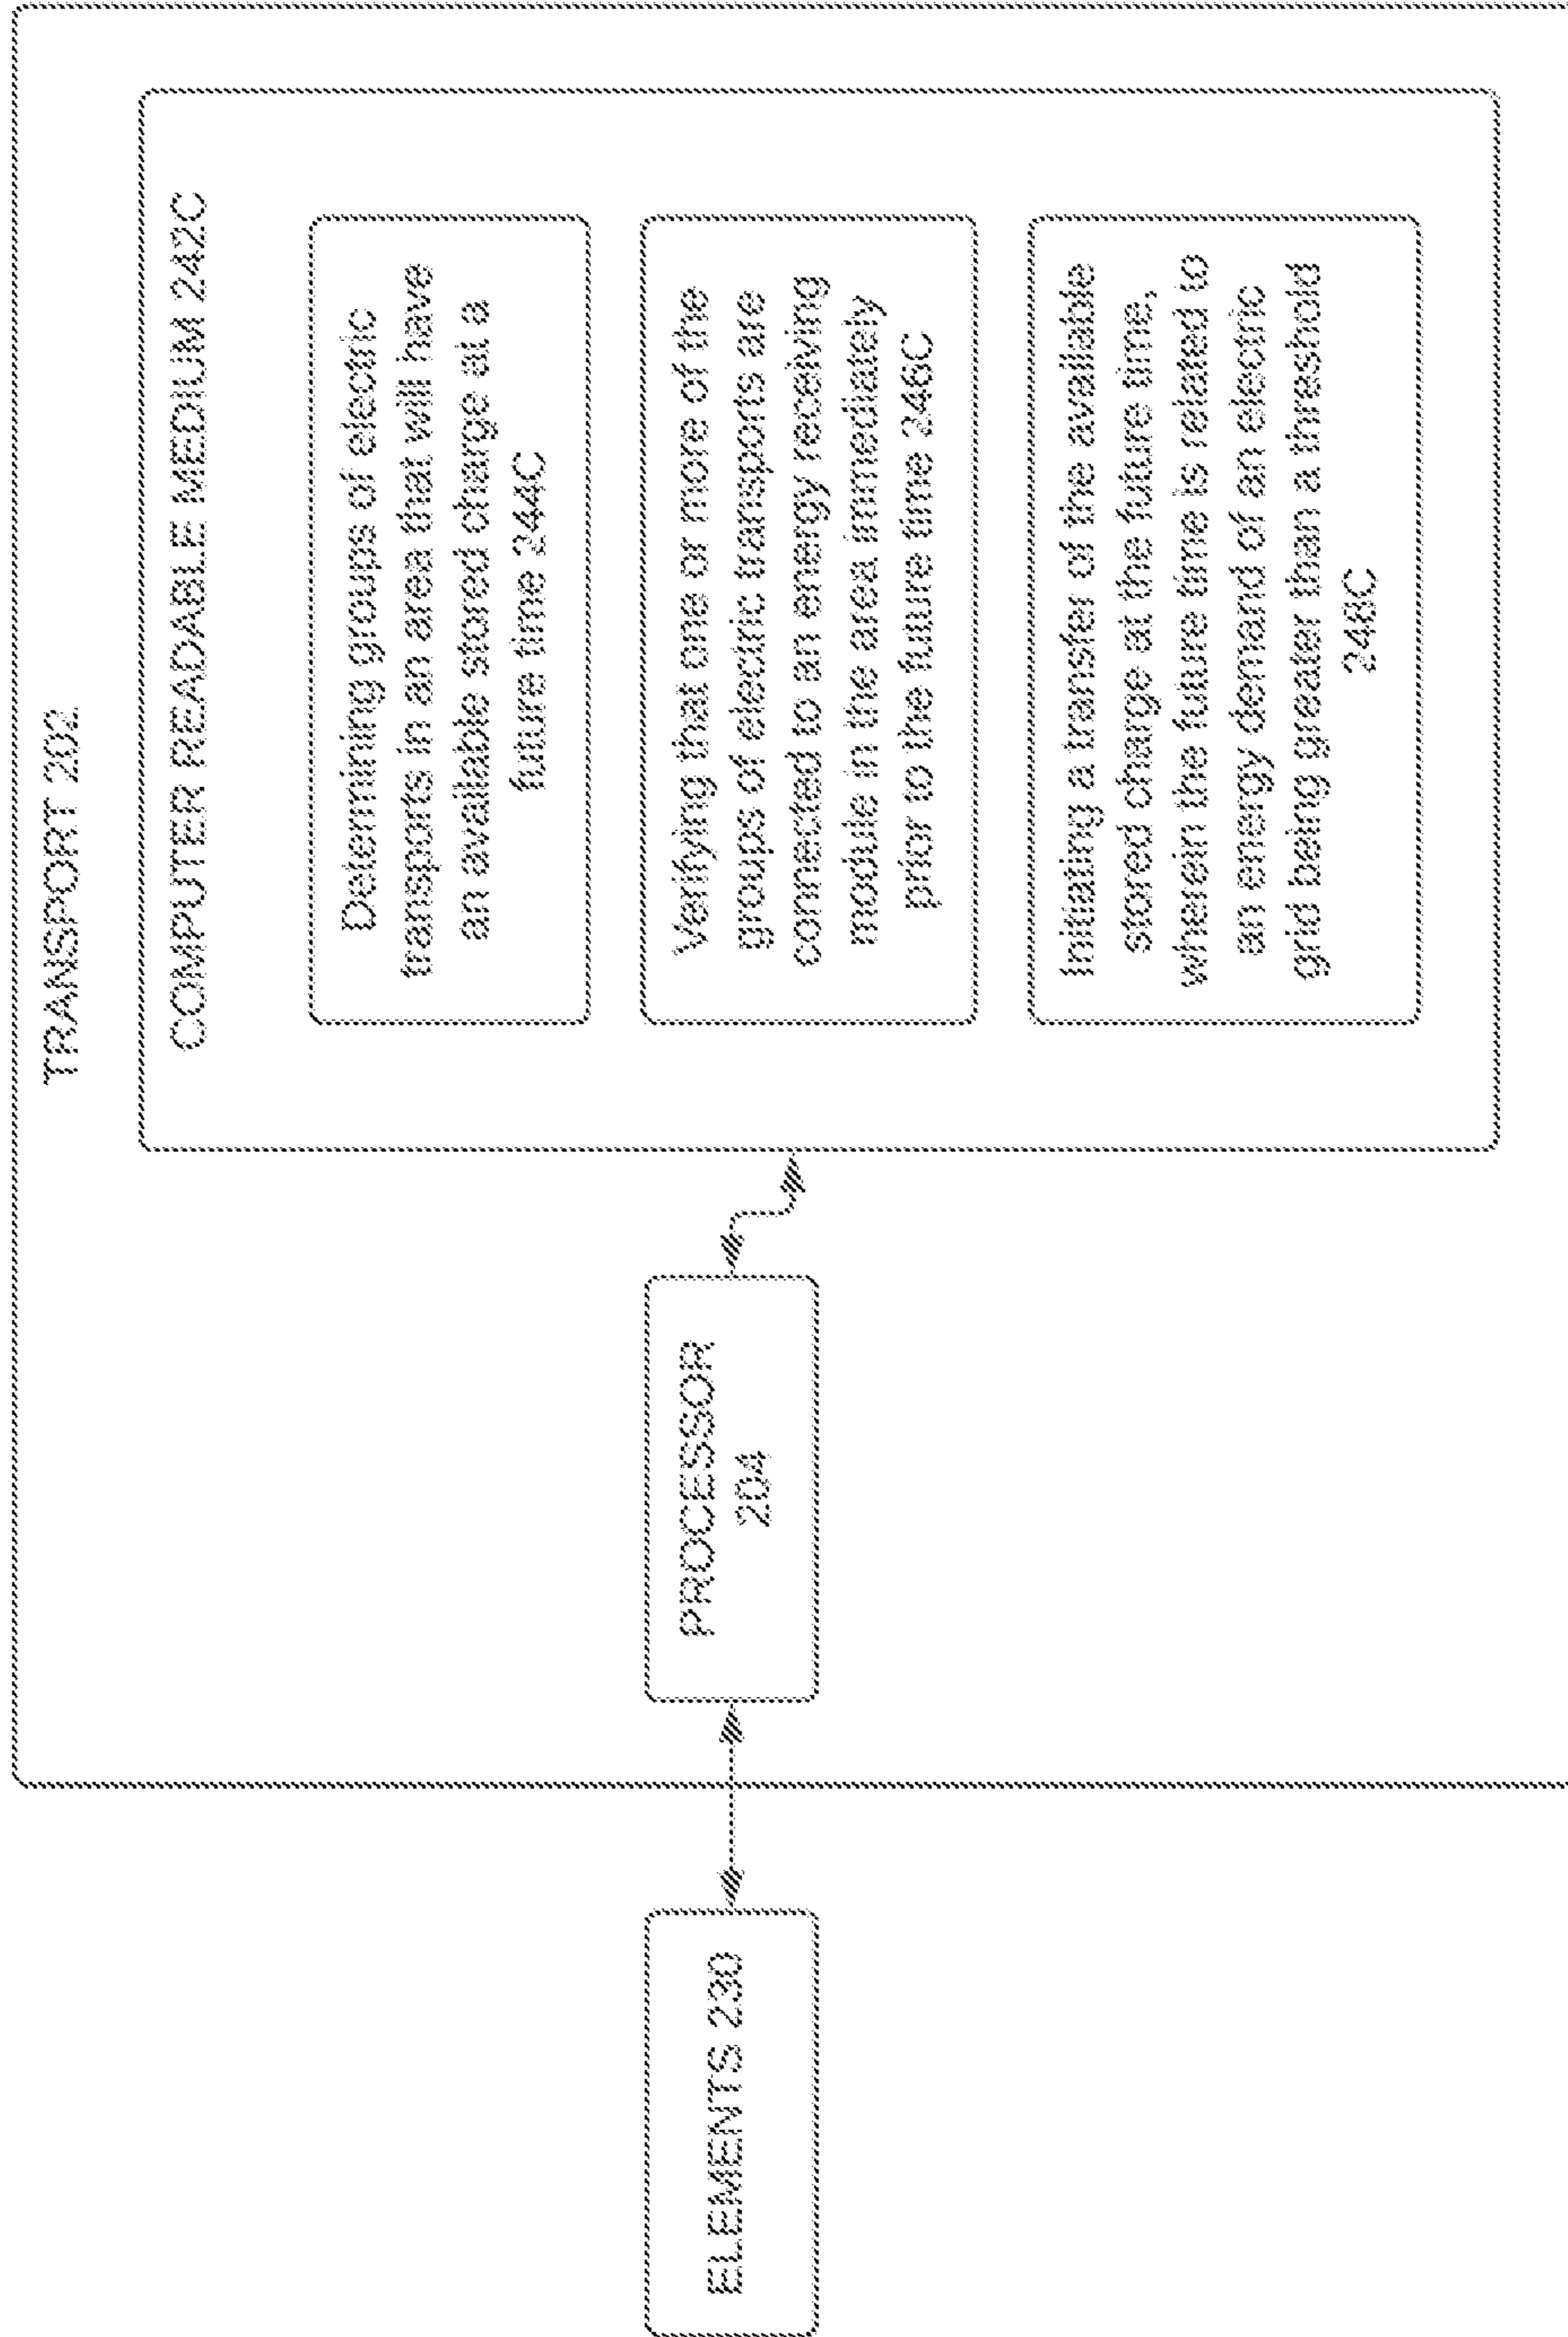 TRANSPORT 202
COMPUTER READABLE MEDIUM 242C
Determining groups of electric
transports in an area that will have
an available stored charge at a
future time 244C
Verifying that one or more of the
groups of electric transports are
connected to an energy receiving
module in the area immediately
prior to the future time 246C
Initiating a transfer of the available
stored charge at the future time,
wherein the future time is related to
an energy demand of an electric
grid being greater than a threshold
248C
PROCESSOR
204
ELEMENTS 230